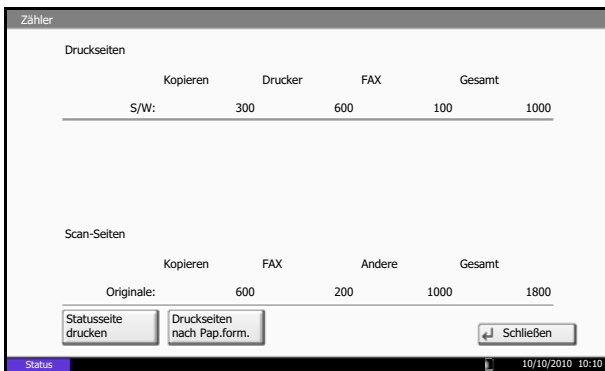 Zähler
Druckseiten
Kopieren Drucker FAX Gesamt
S/W: 300 600 100 1000
Scan-Seiten
Kopieren FAX Andere Gesamt
Originale: 600 200 1000 1800
Statusseite drucken
Druckseiten nach Pap.form.
Schließen
Status 10/10/2010 10:10